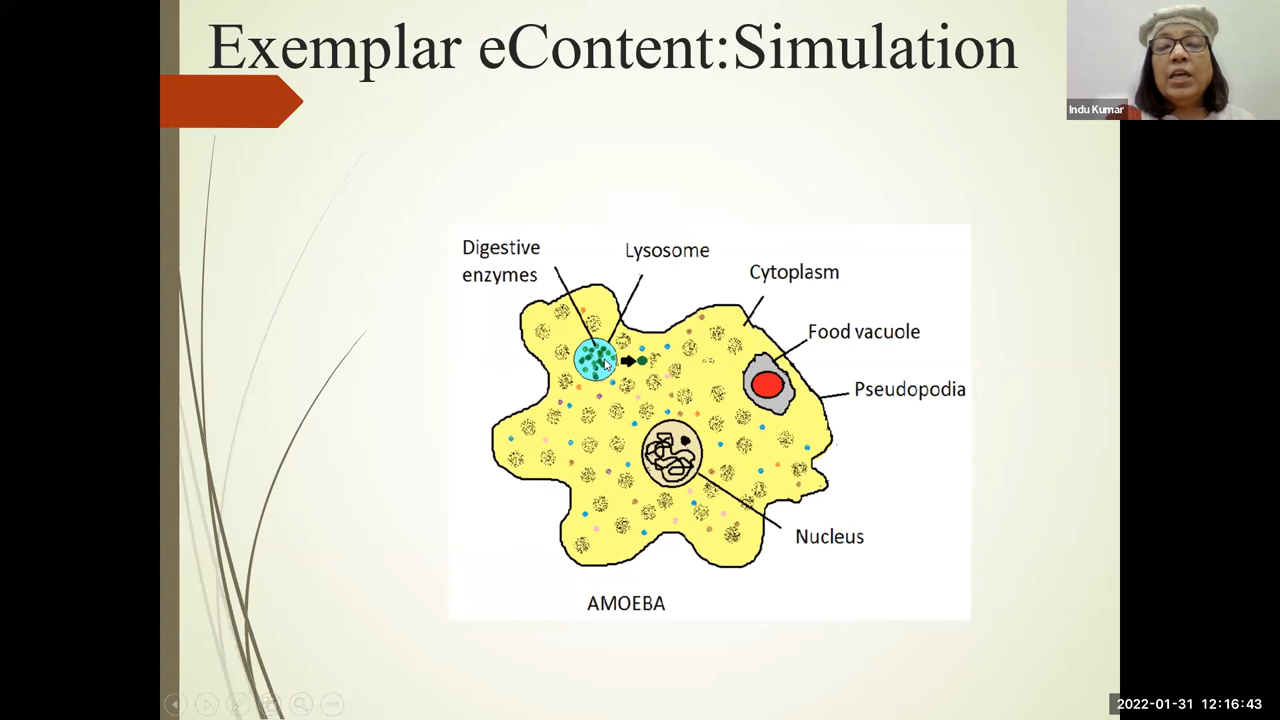 Exemplar eContent:Simulation
Indu Kumar
Digestive
enzymes
Lysosome
Cytoplasm
Food vacuole
Pseudopodia
Nucleus
AMOEBA
2022-01-31 12:16:43